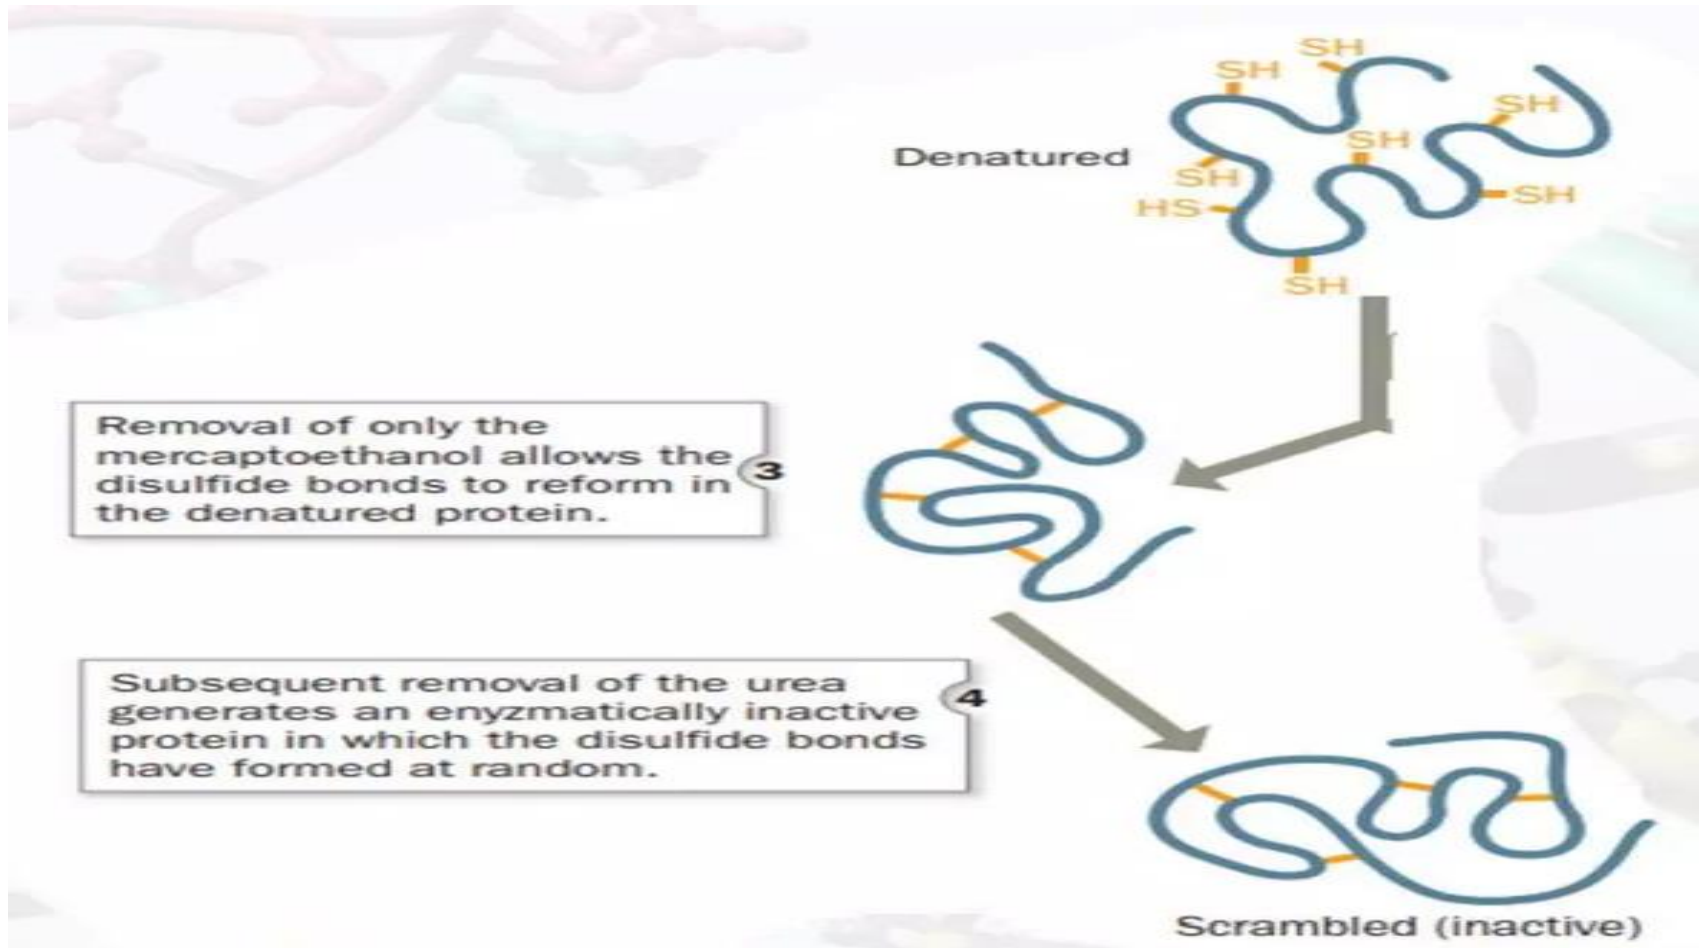 SH
SH
SH
Denatured
SH
SH
HS
SH
SH
Removal of only the
mercaptoethanol allows the
disulfide bonds to reform in
the denatured protein.
3
Subsequent removal of the urea
generates an enyzmatically inactive
protein in which the disulfide bonds
have formed at random.
4
Scrambled (inactive)